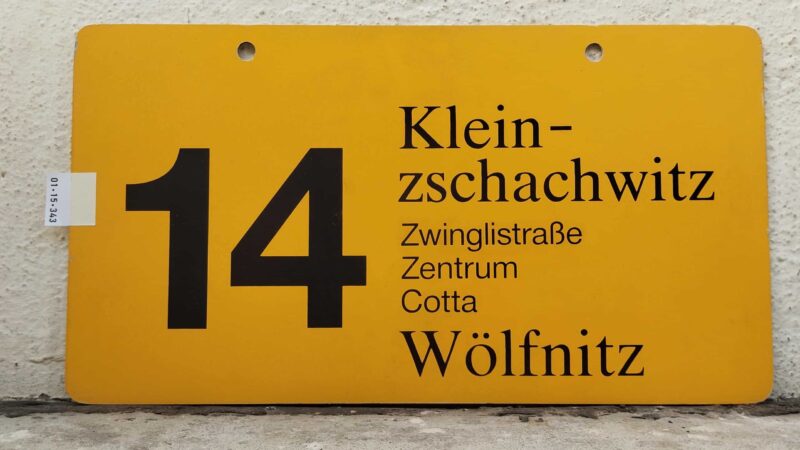 01-15-343
14
Klein-
zschachwitz
Zwinglistraße
Zentrum
Cotta
Wölfnitz